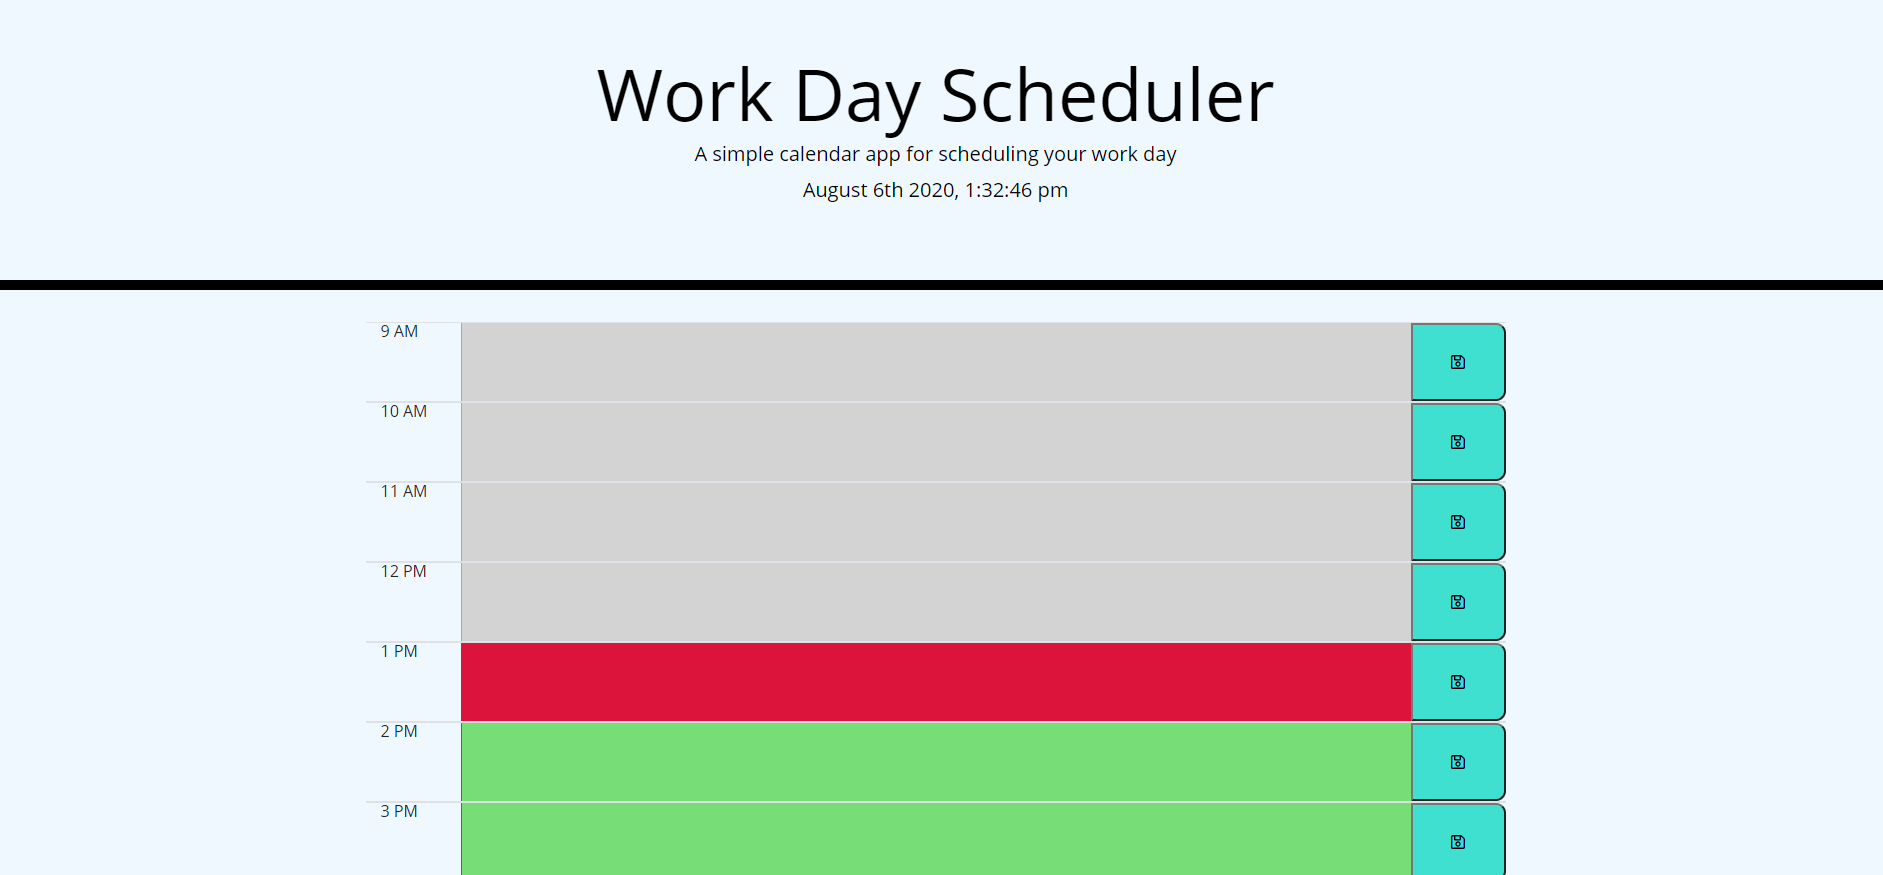 Work Day Scheduler
A simple calendar app for scheduling your work day
August 6th 2020, 1:32:46 pm
9 AM
10 AM
11 AM
12 PM
1 PM
2 PM
3 PM